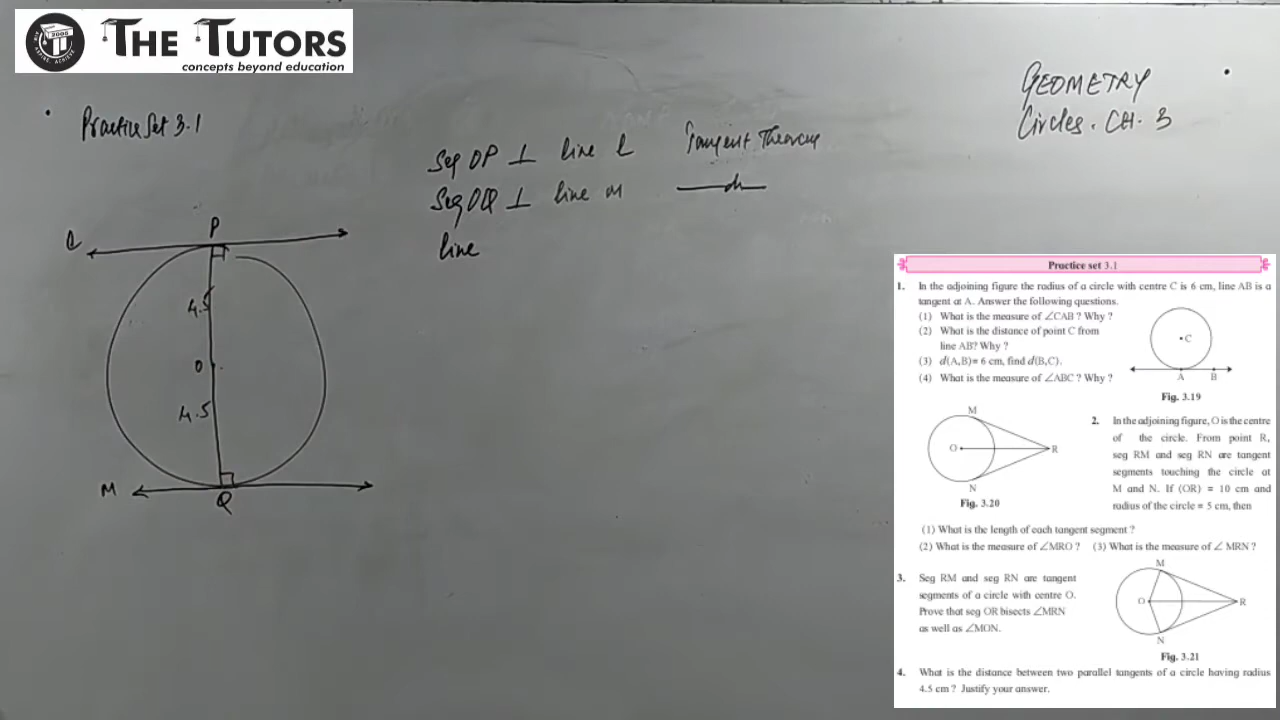 THE TUTORS
concepts beyond education
2005
GEOMETRY
Circles. CH. 3
Practice Set 3.1
Seg OP ⊥ line l Tangent Theorem
Seg OQ ⊥ line m
line
P
l
4.5
O
4.5
M
Q
Practice set 3.1
1. In the adjoining figure the radius of a circle with centre C is 6 cm, line AB is a
tangent at A. Answer the following questions.
(1) What is the measure of ∠CAB ? Why ?
(2) What is the distance of point C from
line AB? Why ?
(3) d(A,B)= 6 cm, find d(B,C).
(4) What is the measure of ∠ABC ? Why ?
C
A B
Fig. 3.19
M
O R
N
Fig. 3.20
2. In the adjoining figure, O is the centre
of the circle. From point R,
seg RM and seg RN are tangent
segments touching the circle at
M and N. If (OR) = 10 cm and
radius of the circle = 5 cm, then
(1) What is the length of each tangent segment ?
(2) What is the measure of ∠MRO ? (3) What is the measure of ∠ MRN ?
3. Seg RM and seg RN are tangent
segments of a circle with centre O.
Prove that seg OR bisects ∠MRN
as well as ∠MON.
M
O R
N
Fig. 3.21
4. What is the distance between two parallel tangents of a circle having radius
4.5 cm ? Justify your answer.